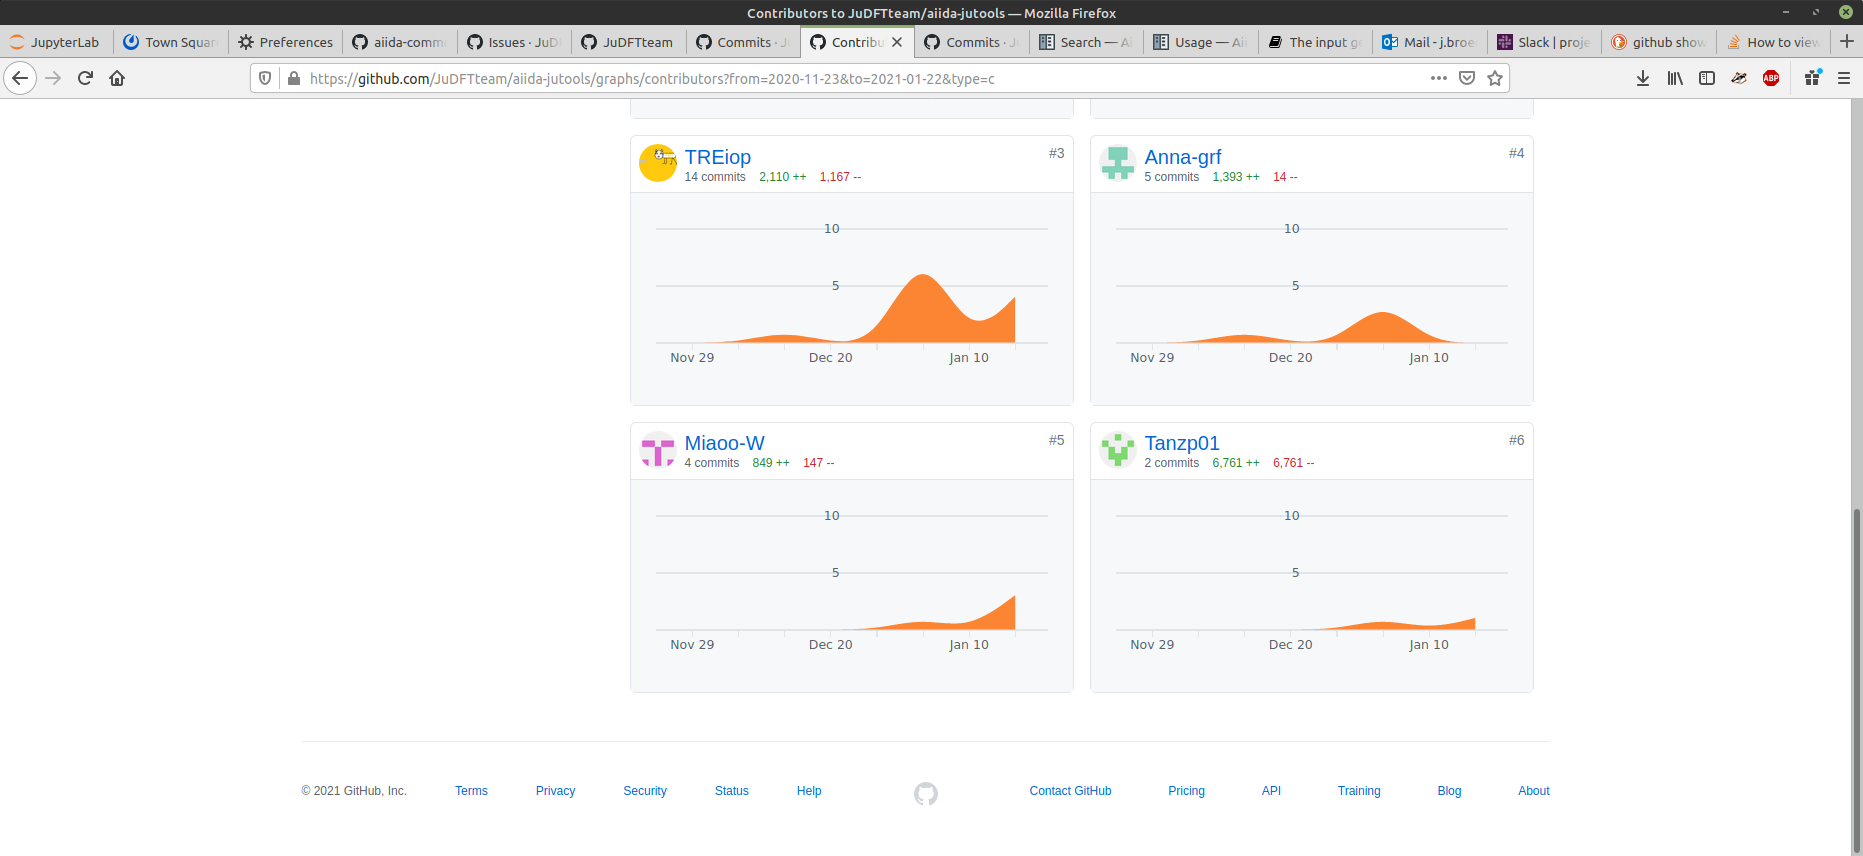 Contributors to JuDFTteam/aiida-jutools — Mozilla Firefox
JupyterLab
Town Squar
Preferences
aiida-comm
Issues · JuD
JuDFTteam
Commits · J
Contribu
Commits · J
Search — A
Usage — Aii
The input ge
Mail - j.broe
Slack | proje
github show
How to view
https://github.com/JuDFTteam/aiida-jutools/graphs/contributors?from=2020-11-23&to=2021-01-22&type=c
ABP
TREiop #3
14 commits 2,110 ++ 1,167 --
10
5
Nov 29 Dec 20 Jan 10
Anna-grf #4
5 commits 1,393 ++ 14 --
10
5
Nov 29 Dec 20 Jan 10
Miaoo-W #5
4 commits 849 ++ 147 --
10
5
Nov 29 Dec 20 Jan 10
Tanzp01 #6
2 commits 6,761 ++ 6,761 --
10
5
Nov 29 Dec 20 Jan 10
© 2021 GitHub, Inc. Terms Privacy Security Status Help Contact GitHub Pricing API Training Blog About